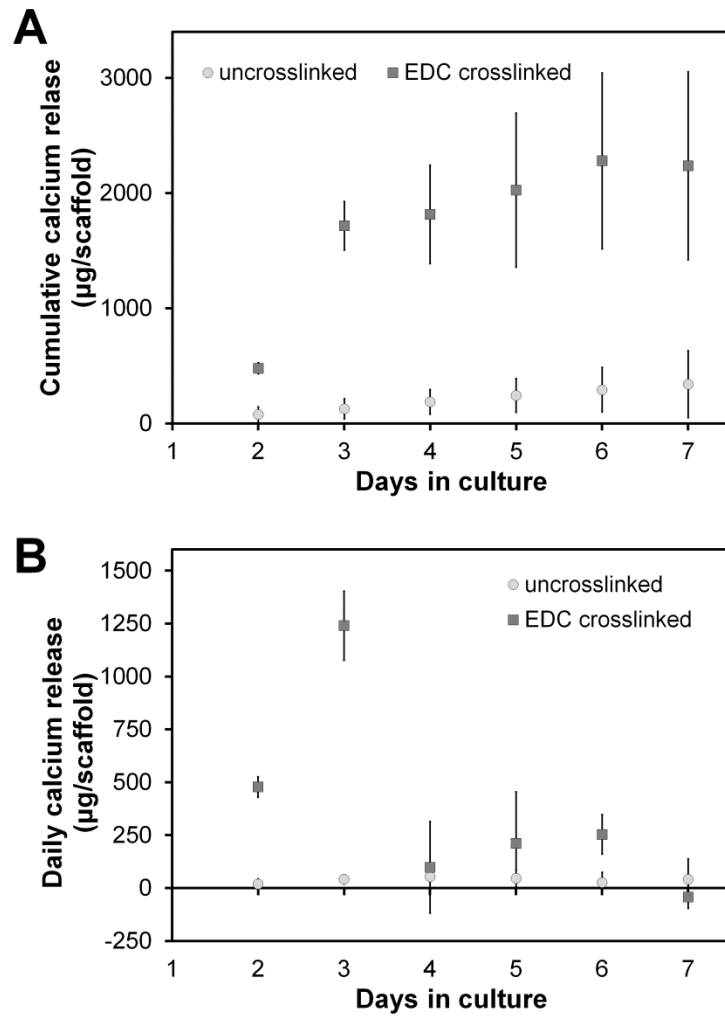 A
uncrosslinked EDC crosslinked
Cumulative calcium relase
(µg/scaffold)
3000
2000
1000
0
1 2 3 4 5 6 7
Days in culture
B
uncrosslinked
EDC crosslinked
Daily calcium release
(µg/scaffold)
1500
1250
1000
750
500
250
0
-250
1 2 3 4 5 6 7
Days in culture